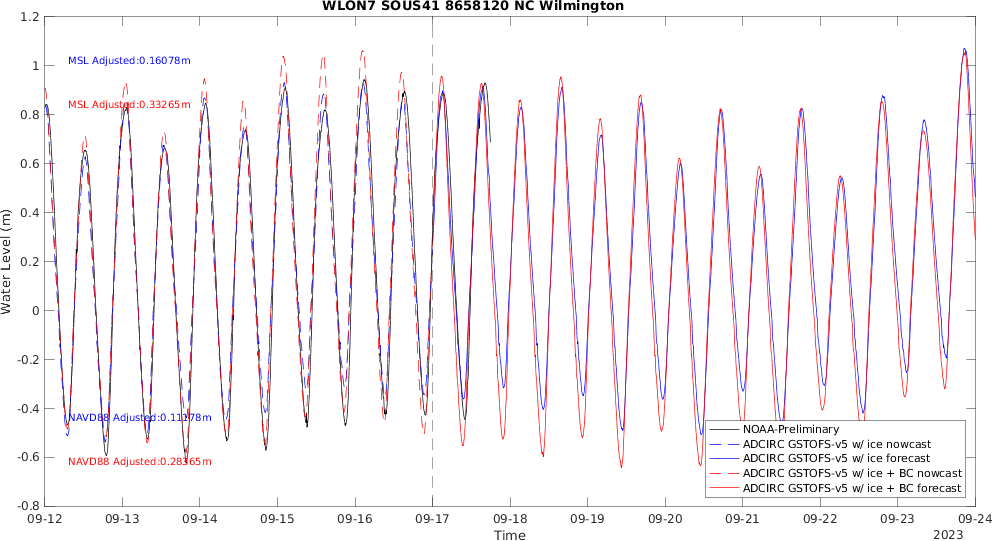 WLON7 SOUS41 8658120 NC Wilmington
1.2
1
0.8
0.6
0.4
0.2
0
-0.2
-0.4
-0.6
-0.8
Water Level (m)
MSL Adjusted:0.16078m
MSL Adjusted:0.33265m
NAVD88 Adjusted:0.11178m
NAVD88 Adjusted:0.28365m
NOAA-Preliminary
ADCIRC GSTOFS-v5 w/ ice nowcast
ADCIRC GSTOFS-v5 w/ ice forecast
ADCIRC GSTOFS-v5 w/ ice + BC nowcast
ADCIRC GSTOFS-v5 w/ ice + BC forecast
09-12 09-13 09-14 09-15 09-16 09-17 09-18 09-19 09-20 09-21 09-22 09-23 09-24
Time
2023